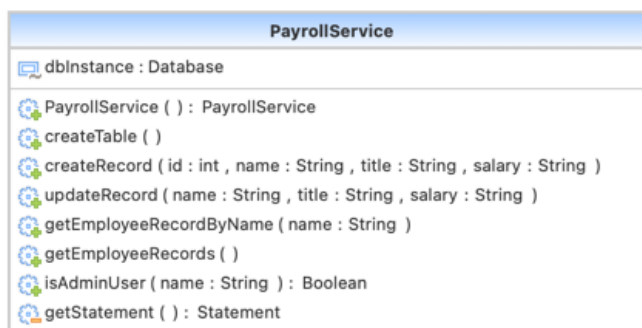 PayrollService
dbInstance : Database
PayrollService ( ) : PayrollService
createTable ( )
createRecord ( id : int , name : String , title : String , salary : String )
updateRecord ( name : String , title : String , salary : String )
getEmployeeRecordByName ( name : String )
getEmployeeRecords ( )
isAdminUser ( name : String ) : Boolean
getStatement ( ) : Statement